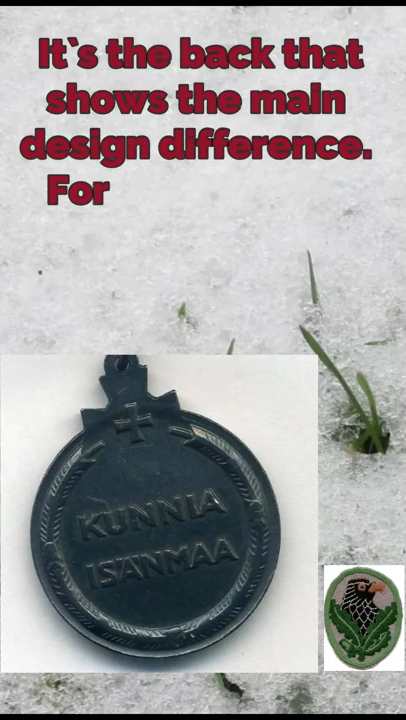 It`s the back that
shows the main
design difference.
For
KUNNIA
ISÄNMAA